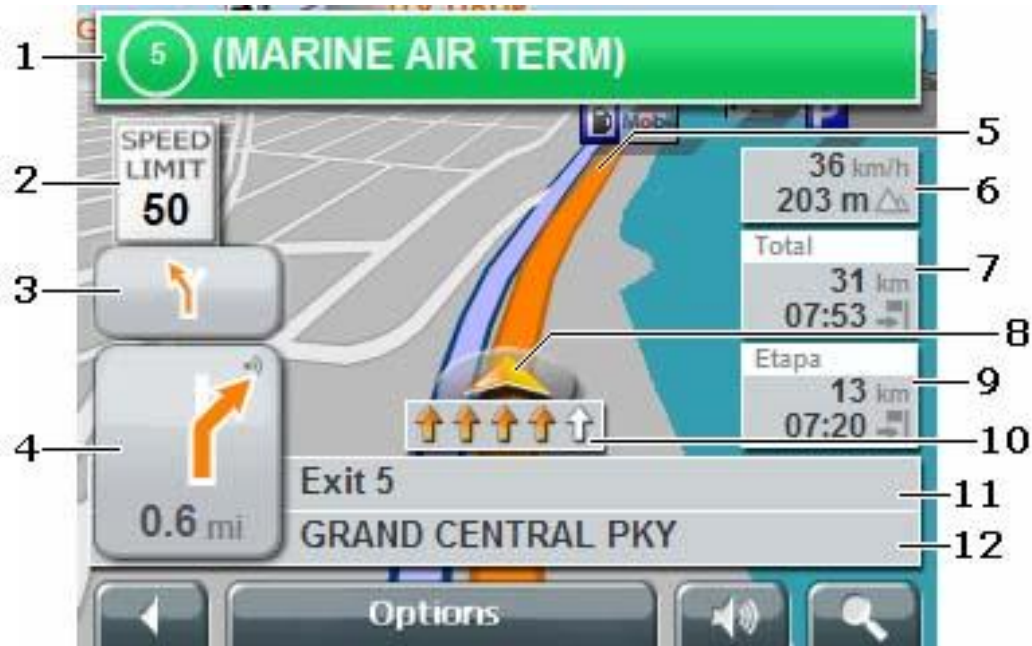 1
5 (MARINE AIR TERM)
SPEED
LIMIT
50
2
3
4
0.6 mi
5
36 km/h
203 m
6
Total
31 km
07:53
7
8
Etapa
13 km
07:20
9
10
Exit 5
11
GRAND CENTRAL PKY
12
Options
P